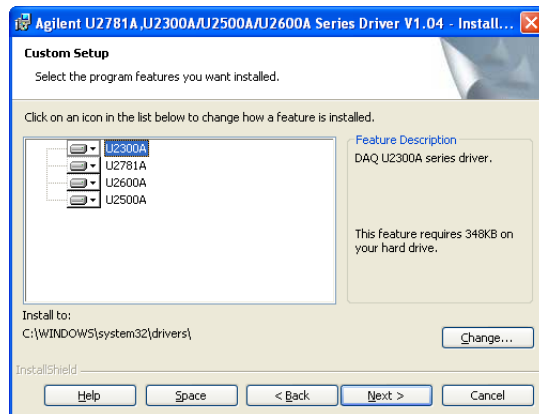 Agilent U2781A,U2300A/U2500A/U2600A Series Driver V1.04 - Install...
Custom Setup
Select the program features you want installed.
Click on an icon in the list below to change how a feature is installed.
U2300A
U2781A
U2600A
U2500A
Feature Description
DAQ U2300A series driver.
This feature requires 348KB on
your hard drive.
Install to:
C:\WINDOWS\system32\drivers\
Change...
InstallShield
Help
Space
< Back
Next >
Cancel